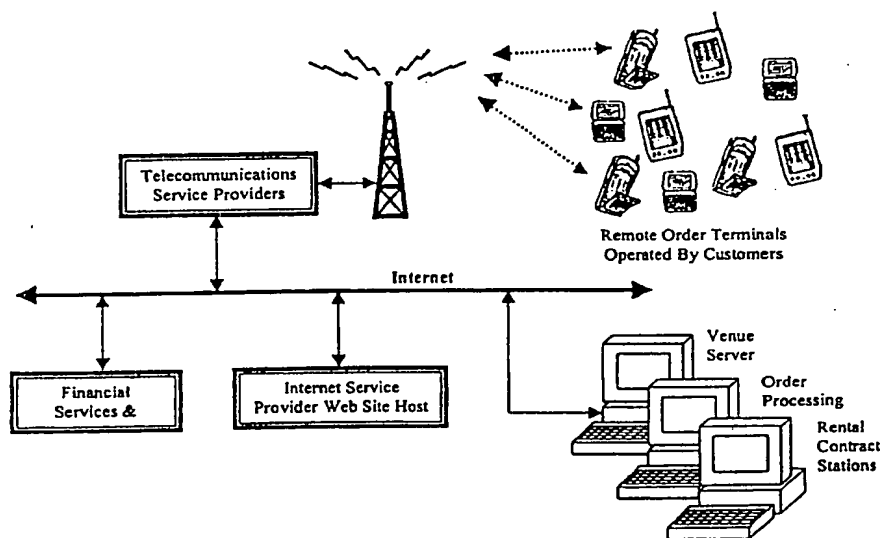 Telecommunications
Service Providers
Remote Order Terminals
Operated By Customers
Internet
Financial
Services &
Internet Service
Provider Web Site Host
Venue
Server
Order
Processing
Rental
Contract
Stations